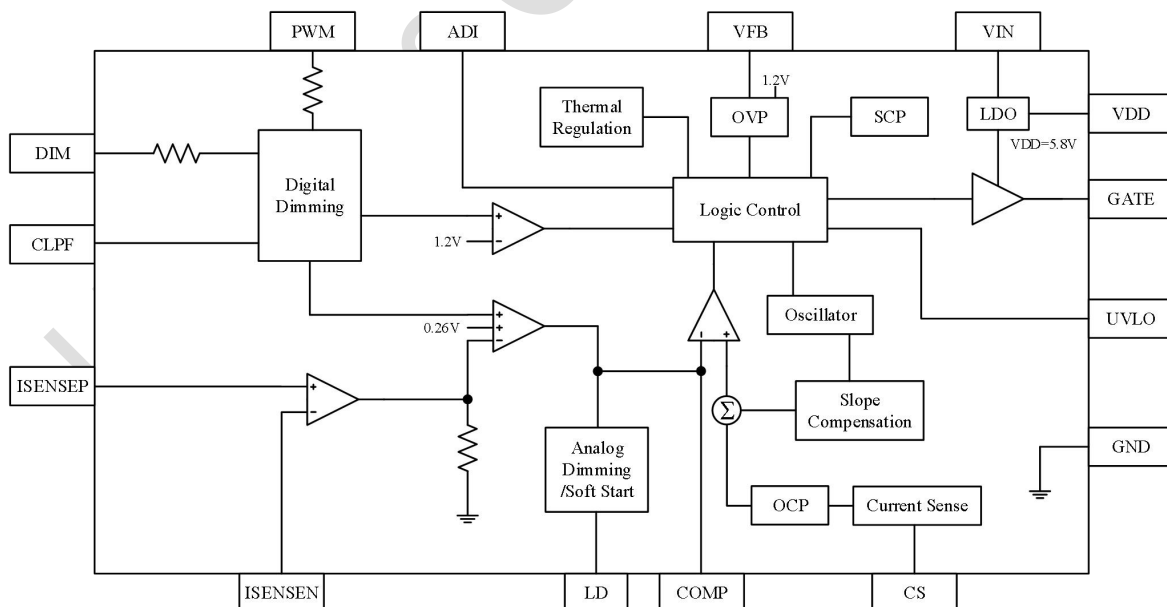 PWM
ADI
VFB
VIN
1.2V
Thermal
Regulation
OVP
SCP
LDO
VDD
VDD=5.8V
DIM
Digital
Dimming
Logic Control
GATE
CLPF
+
1.2V
−
UVLO
Oscillator
+
0.26V
+
−
−
+
ISENSEP
+
−
Σ
Slope
Compensation
Analog
Dimming
/Soft Start
GND
OCP
Current Sense
ISENSEN
LD
COMP
CS